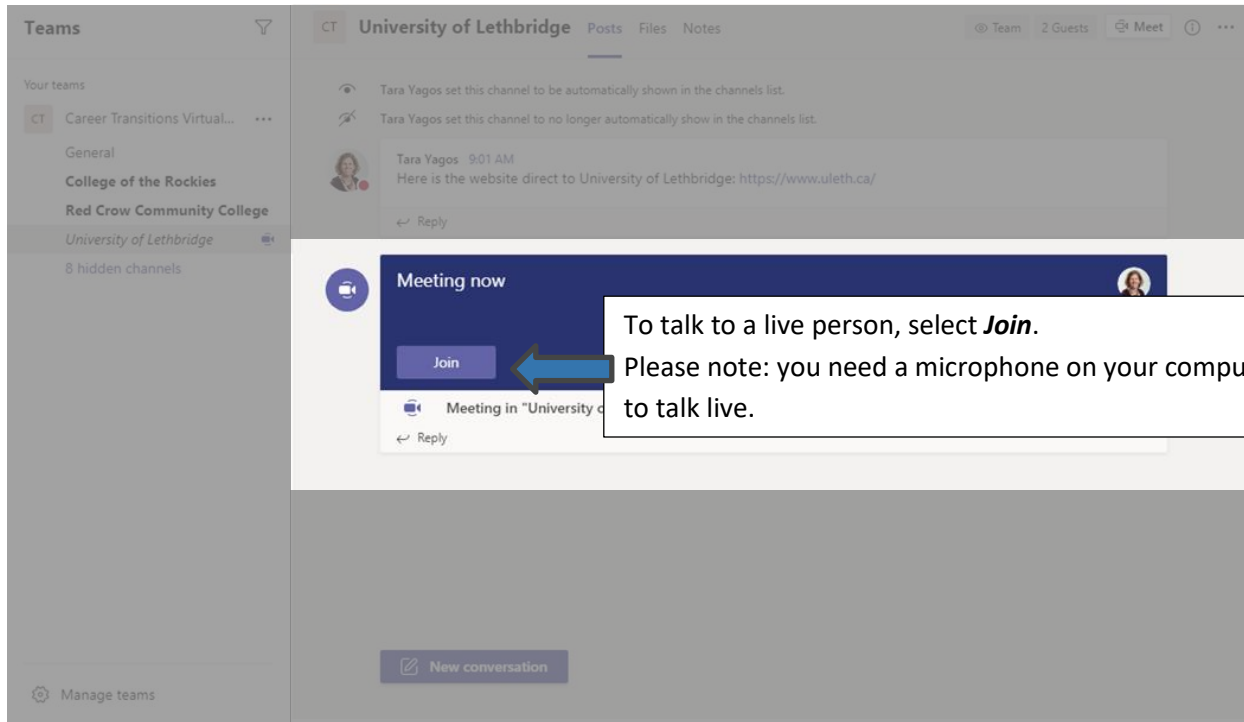 Teams
CT University of Lethbridge Posts Files Notes
Team 2 Guests Meet
Your teams
CT Career Transitions Virtual...
General
College of the Rockies
Red Crow Community College
University of Lethbridge
8 hidden channels
Tara Yagos set this channel to be automatically shown in the channels list.
Tara Yagos set this channel to no longer automatically show in the channels list.
Tara Yagos 9:01 AM
Here is the website direct to University of Lethbridge: https://www.uleth.ca/
Reply
Meeting now
Join
To talk to a live person, select Join.
Please note: you need a microphone on your compu
to talk live.
Meeting in "University
Reply
New conversation
Manage teams